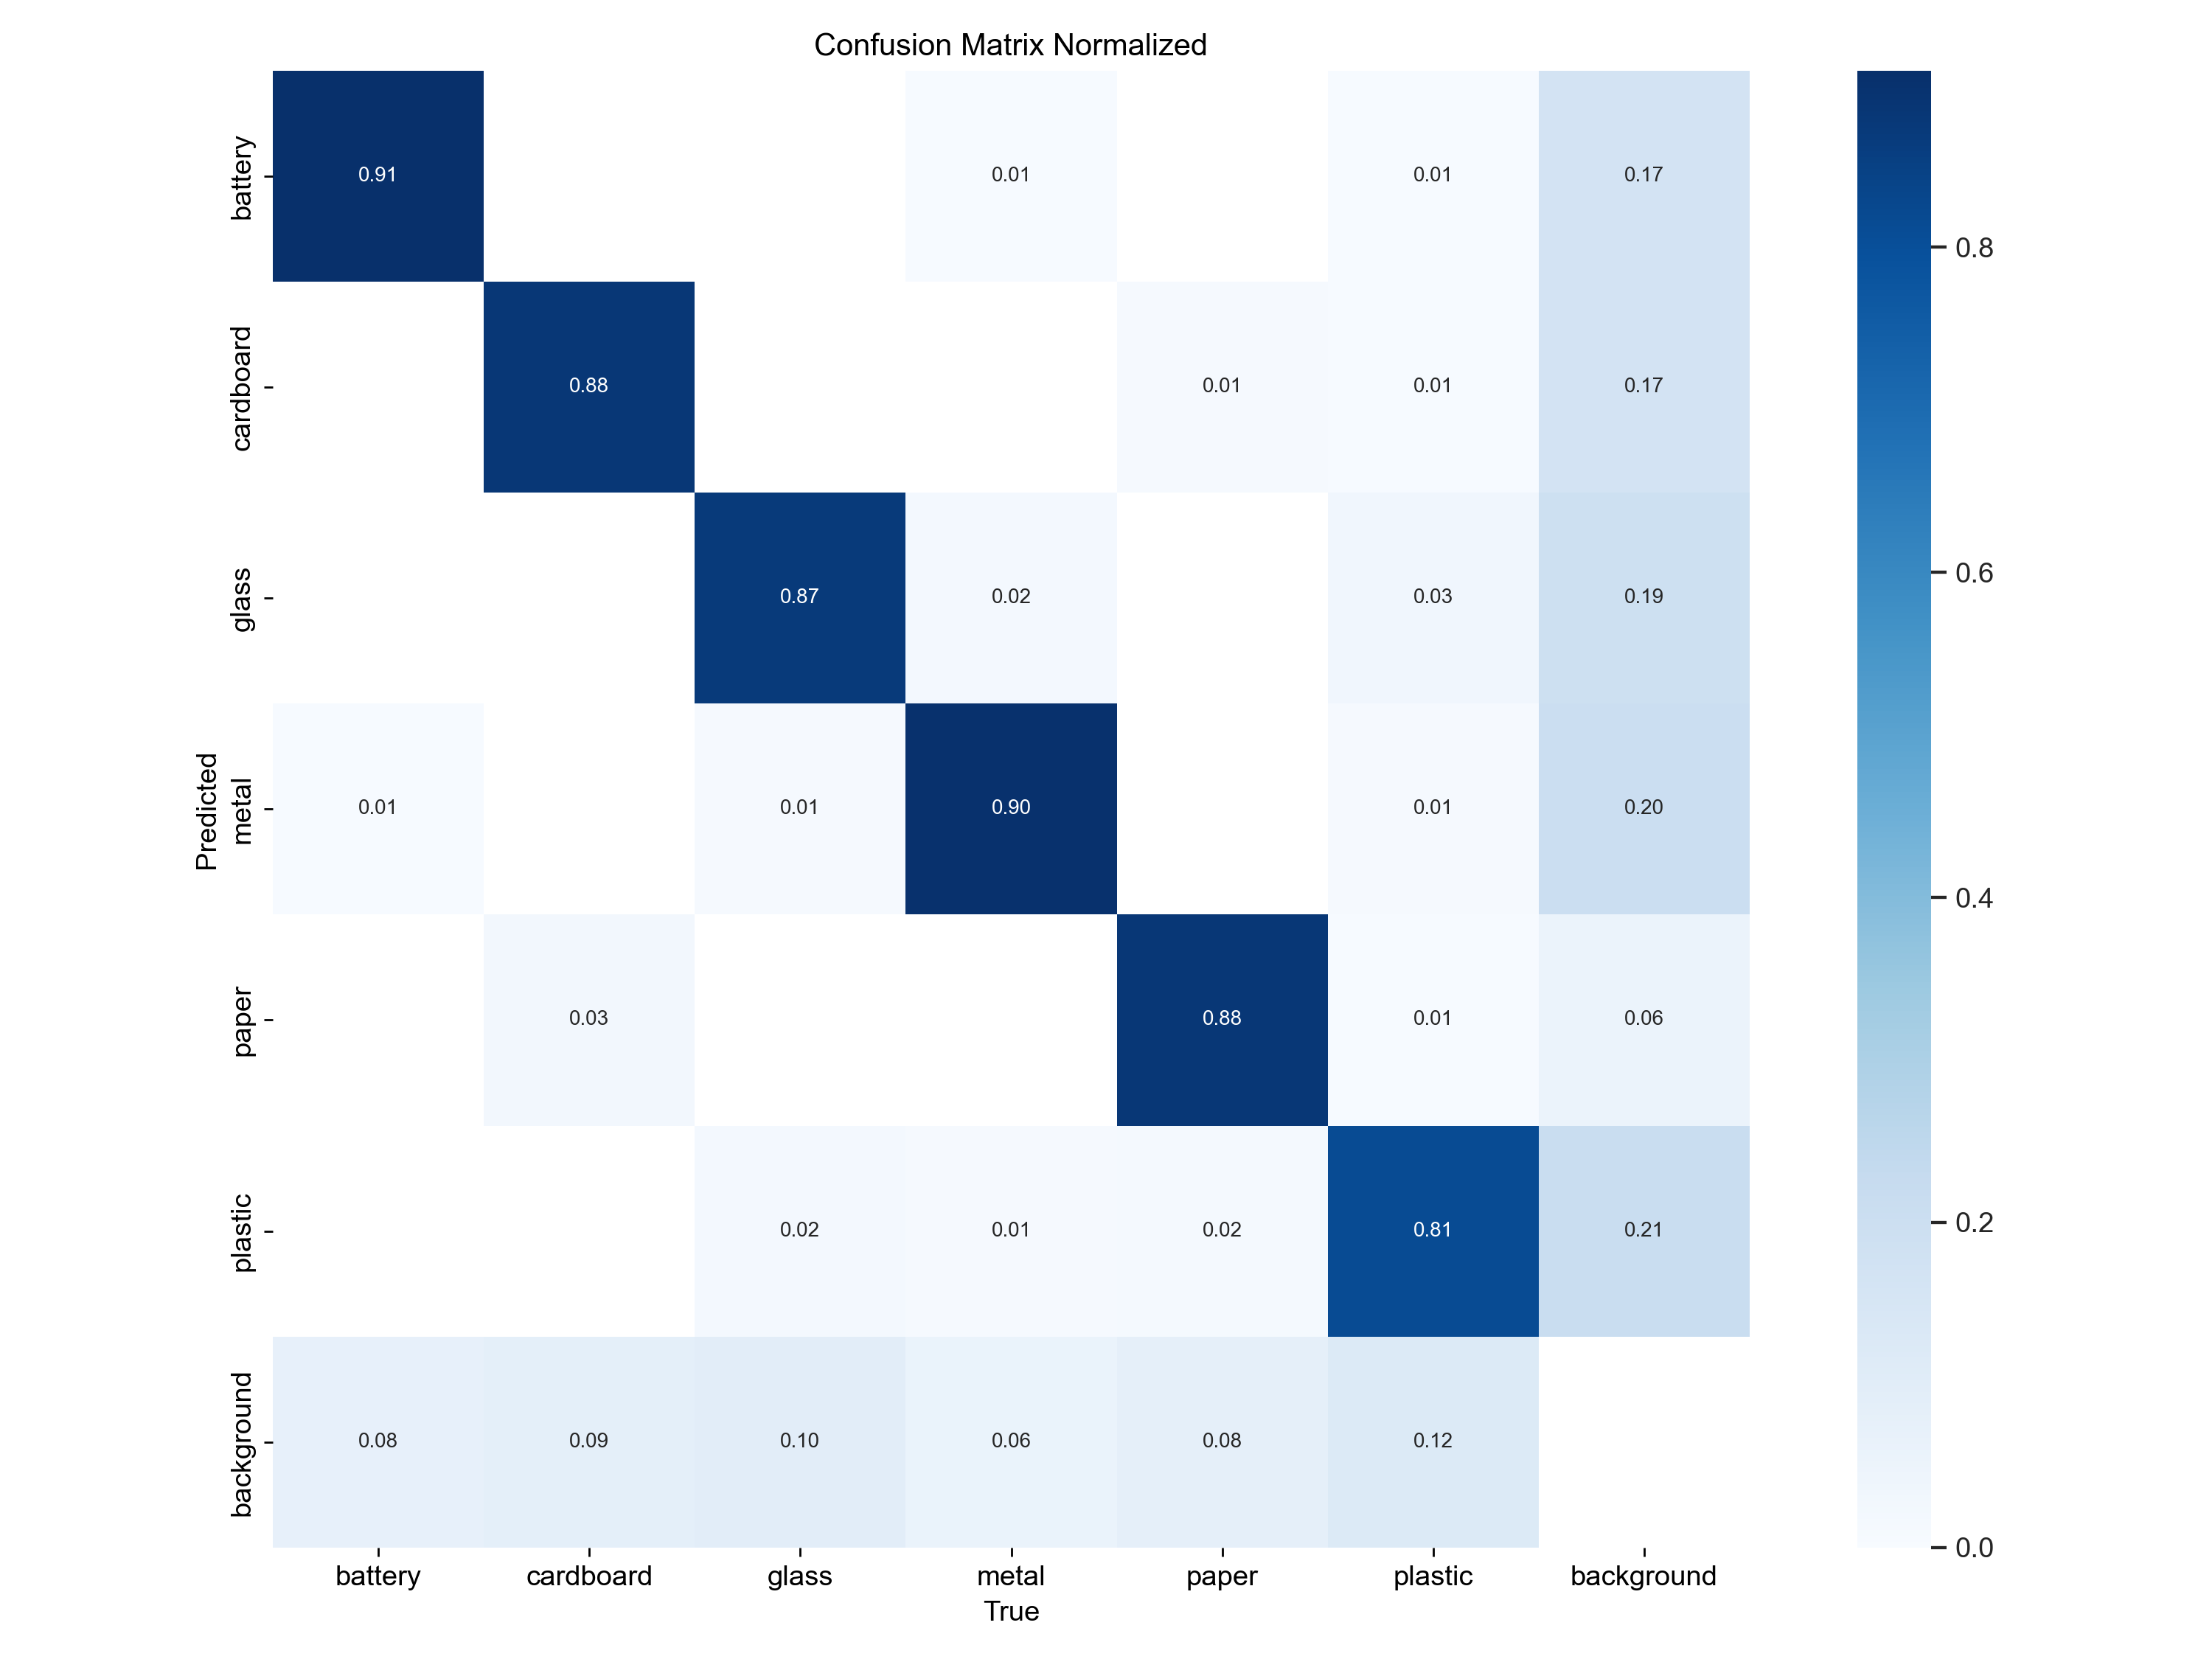 Confusion Matrix Normalized
battery 0.91 0.01 0.01 0.17
cardboard 0.88 0.01 0.01 0.17
glass 0.87 0.02 0.03 0.19
metal 0.01 0.01 0.90 0.01 0.20
paper 0.03 0.88 0.01 0.06
plastic 0.02 0.01 0.02 0.81 0.21
background 0.08 0.09 0.10 0.06 0.08 0.12
Predicted
battery cardboard glass metal paper plastic background
True
0.8
0.6
0.4
0.2
0.0